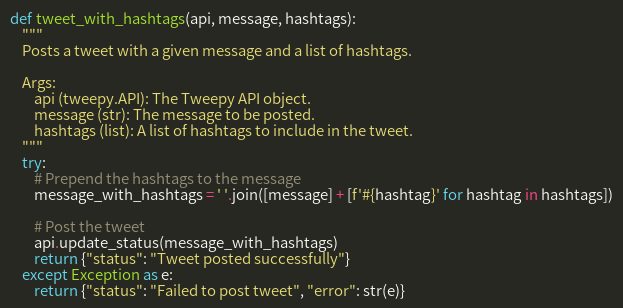 def tweet_with_hashtags(api, message, hashtags):
    """
    Posts a tweet with a given message and a list of hashtags.

    Args:
        api (tweepy.API): The Tweepy API object.
        message (str): The message to be posted.
        hashtags (list): A list of hashtags to include in the tweet.
    """
    try:
        # Prepend the hashtags to the message
        message_with_hashtags = ' '.join([message] + [f'#{hashtag}' for hashtag in hashtags])

        # Post the tweet
        api.update_status(message_with_hashtags)
        return {"status": "Tweet posted successfully"}
    except Exception as e:
        return {"status": "Failed to post tweet", "error": str(e)}